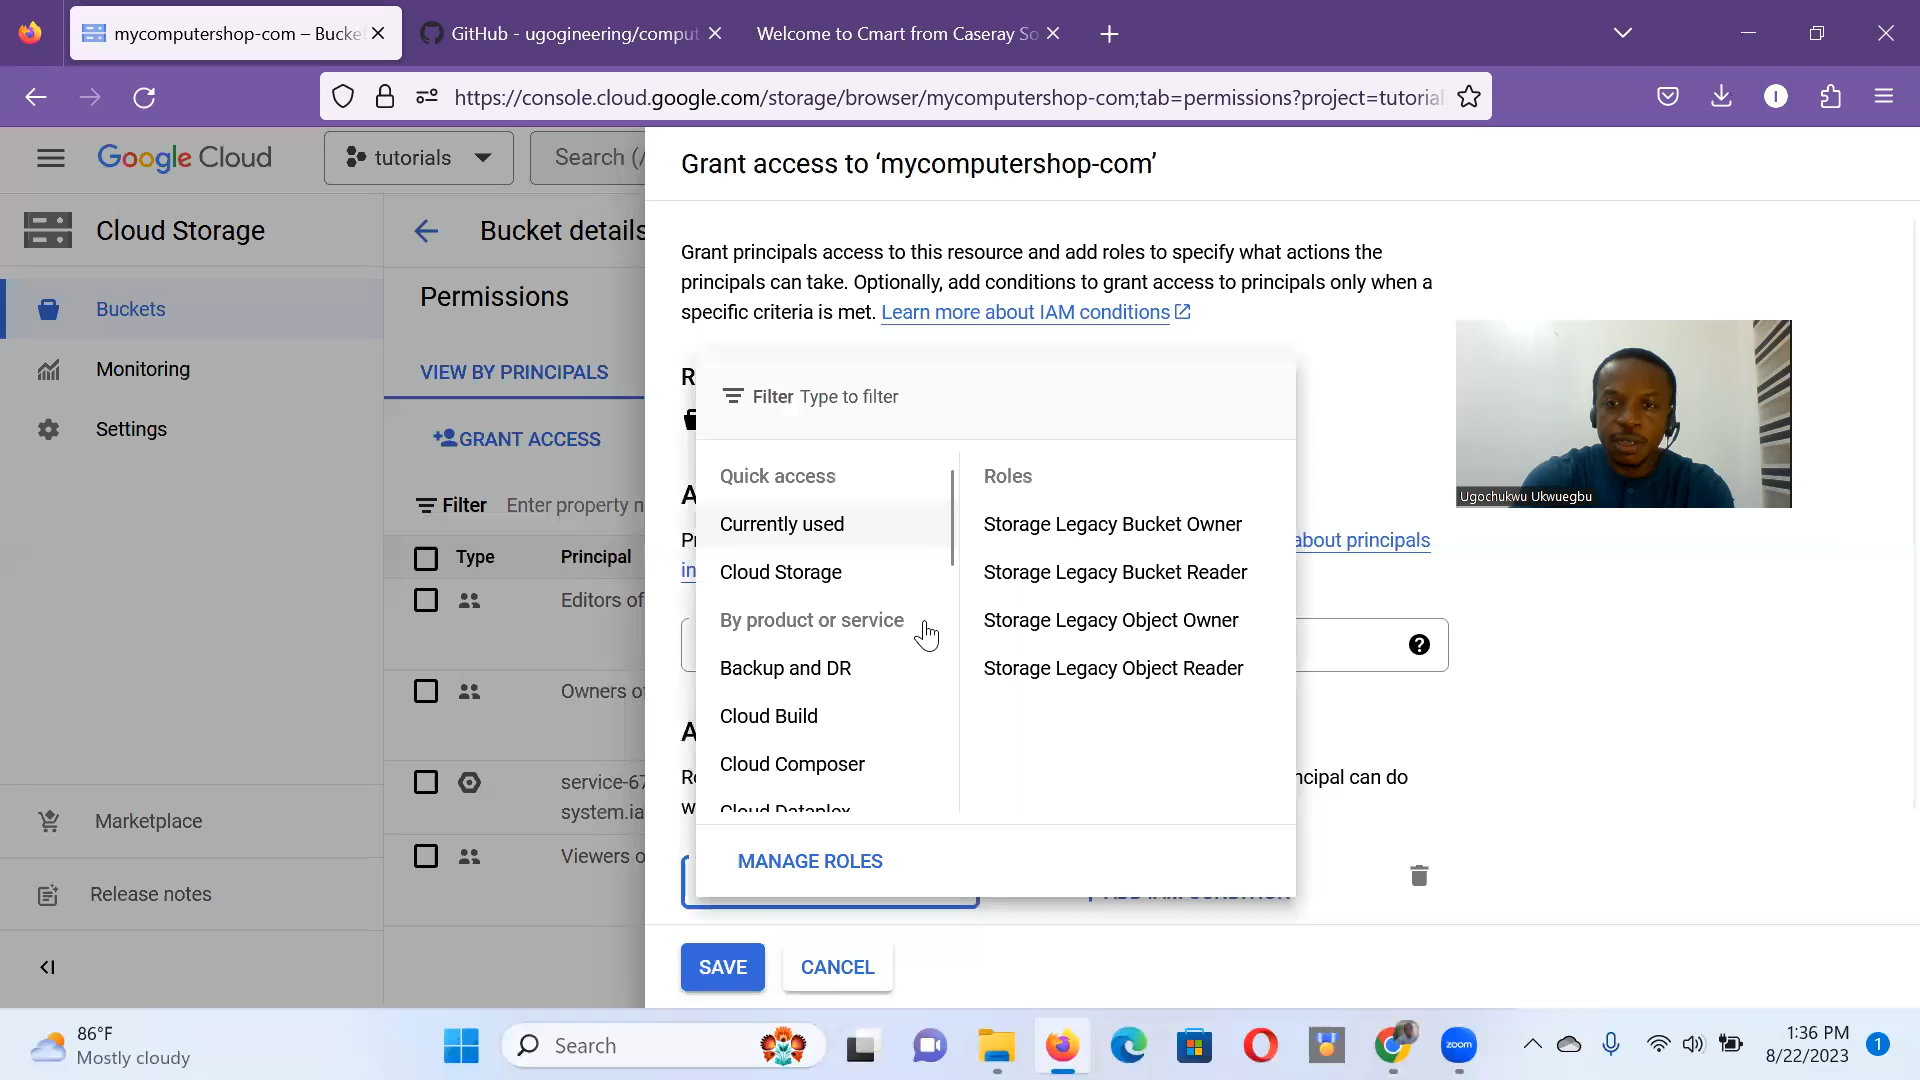 mycomputershop-com – Bucke
GitHub - ugogineering/comput
Welcome to Cmart from Caseray So
https://console.cloud.google.com/storage/browser/mycomputershop-com;tab=permissions?project=tutorial
Google Cloud
tutorials
Search (/
Grant access to ‘mycomputershop-com’
Cloud Storage
Bucket details
Buckets
Monitoring
Settings
Marketplace
Release notes
Permissions
VIEW BY PRINCIPALS
GRANT ACCESS
Filter Enter property n
Type Principal
Editors of
Owners o
service-67
system.ia
Viewers o
Grant principals access to this resource and add roles to specify what actions the
principals can take. Optionally, add conditions to grant access to principals only when a
specific criteria is met. Learn more about IAM conditions
R
Filter Type to filter
Quick access
Currently used
Cloud Storage
By product or service
Backup and DR
Cloud Build
Cloud Composer
Cloud Dataplex
Roles
Storage Legacy Bucket Owner
Storage Legacy Bucket Reader
Storage Legacy Object Owner
Storage Legacy Object Reader
MANAGE ROLES
A
Pr
about principals
in
A
Ro
ncipal can do
w
ADD IAM CONDITION
SAVE
CANCEL
Ugochukwu Ukwuegbu
86°F
Mostly cloudy
Search
zoom
1:36 PM
8/22/2023
1